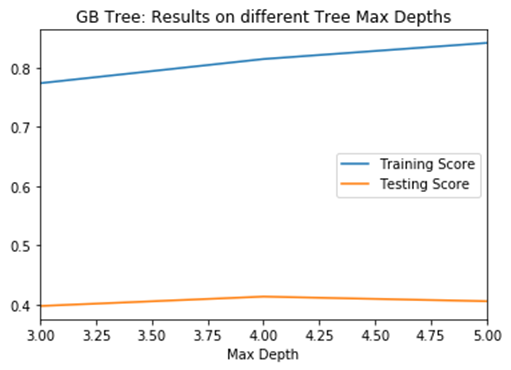 GB Tree: Results on different Tree Max Depths
0.8
0.7
0.6
0.5
0.4
Training Score
Testing Score
3.00 3.25 3.50 3.75 4.00 4.25 4.50 4.75 5.00
Max Depth